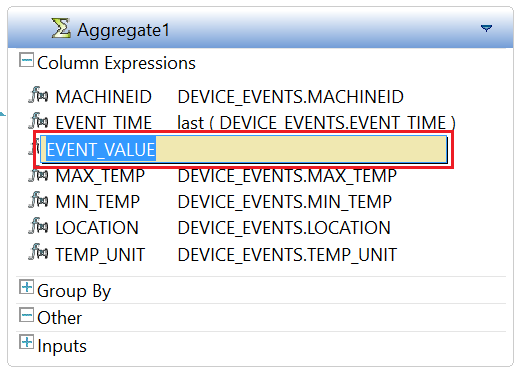 Aggregate1
Column Expressions
MACHINEID DEVICE_EVENTS.MACHINEID
EVENT_TIME last ( DEVICE_EVENTS.EVENT_TIME )
EVENT_VALUE
MAX_TEMP DEVICE_EVENTS.MAX_TEMP
MIN_TEMP DEVICE_EVENTS.MIN_TEMP
LOCATION DEVICE_EVENTS.LOCATION
TEMP_UNIT DEVICE_EVENTS.TEMP_UNIT
Group By
Other
Inputs